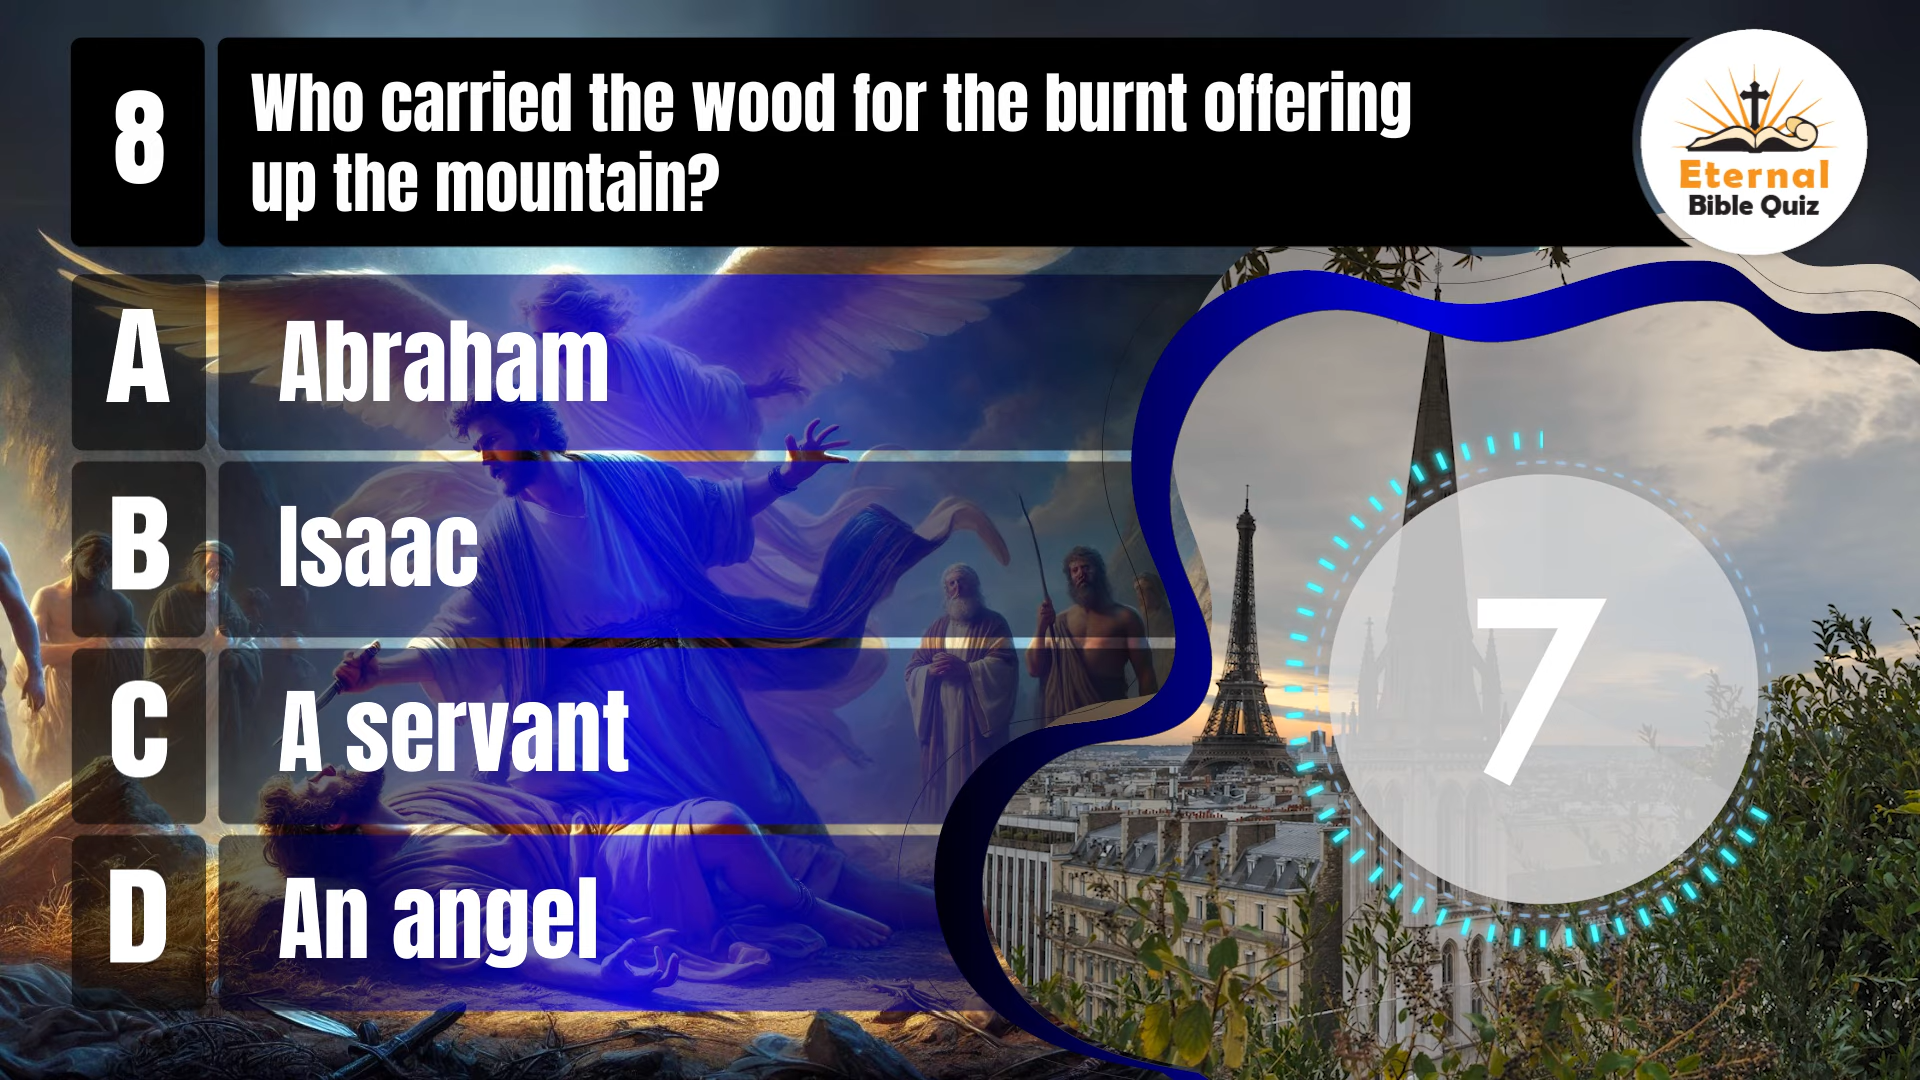 8
Who carried the wood for the burnt offering
up the mountain?
Eternal
Bible Quiz
A
Abraham
B
Isaac
C
A servant
D
An angel
7